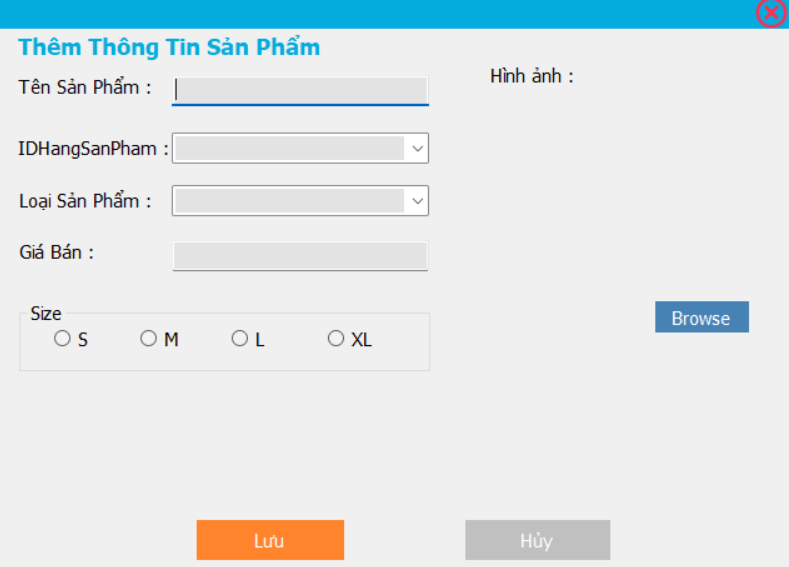 Thêm Thông Tin Sản Phẩm
Tên Sản Phẩm :
Hình ảnh :
IDHangSanPham :
Loại Sản Phẩm :
Giá Bán :
Size
S M L XL
Browse
Lưu Hủy